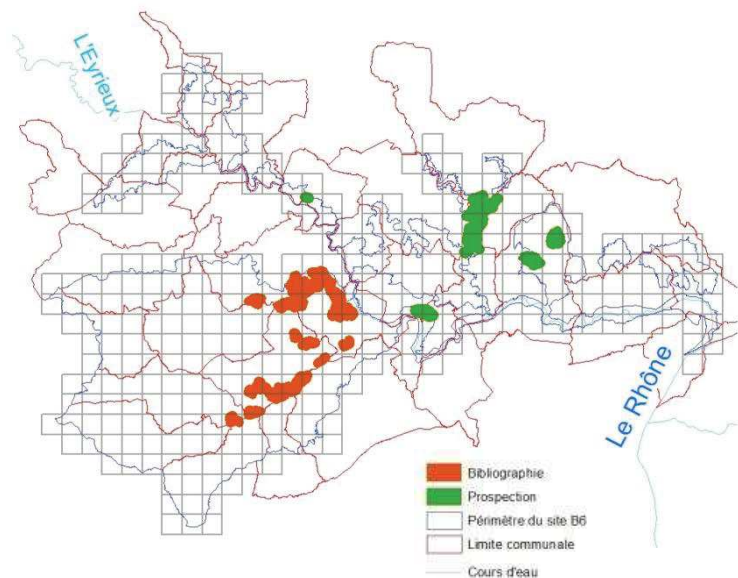 L'Eyrieux
Le Rhône
Bibliographie
Prospection
Périmètre du site B6
Limite communale
Cours d'eau